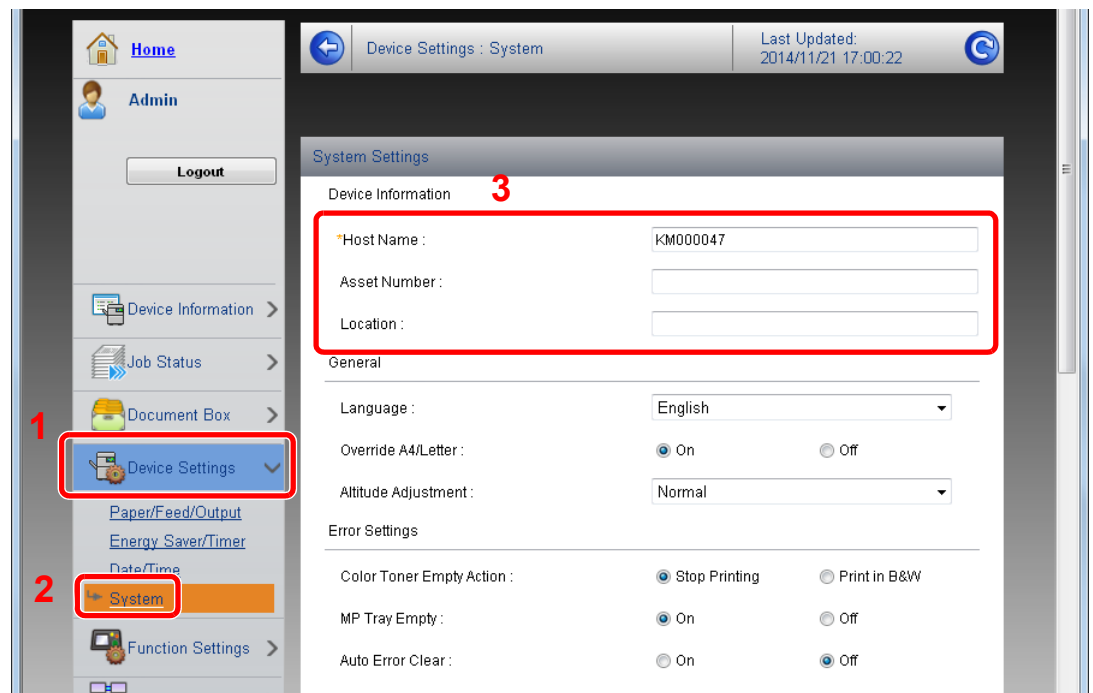 Home
Admin
Logout
Device Information
Job Status
Document Box
1
Device Settings
Paper/Feed/Output
Energy Saver/Timer
Date/Time
2
System
Function Settings
Device Settings : System
Last Updated:
2014/11/21 17:00:22
System Settings
Device Information
3
*Host Name : KM000047
Asset Number :
Location :
General
Language : English
Override A4/Letter : On Off
Altitude Adjustment : Normal
Error Settings
Color Toner Empty Action : Stop Printing Print in B&W
MP Tray Empty : On Off
Auto Error Clear : On Off